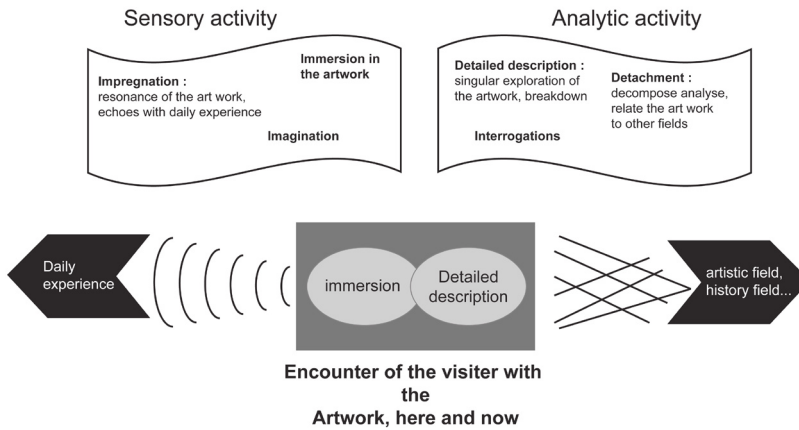 Sensory activity
Analytic activity
Immersion in
the artwork
Impregnation :
resonance of the art work,
echoes with daily experience
Imagination
Detailed description :
singular exploration of
the artwork, breakdown
Detachment :
decompose analyse,
relate the art work
to other fields
Interrogations
Daily
experience
immersion
Detailed
description
artistic field,
history field...
Encounter of the visiter with
the
Artwork, here and now